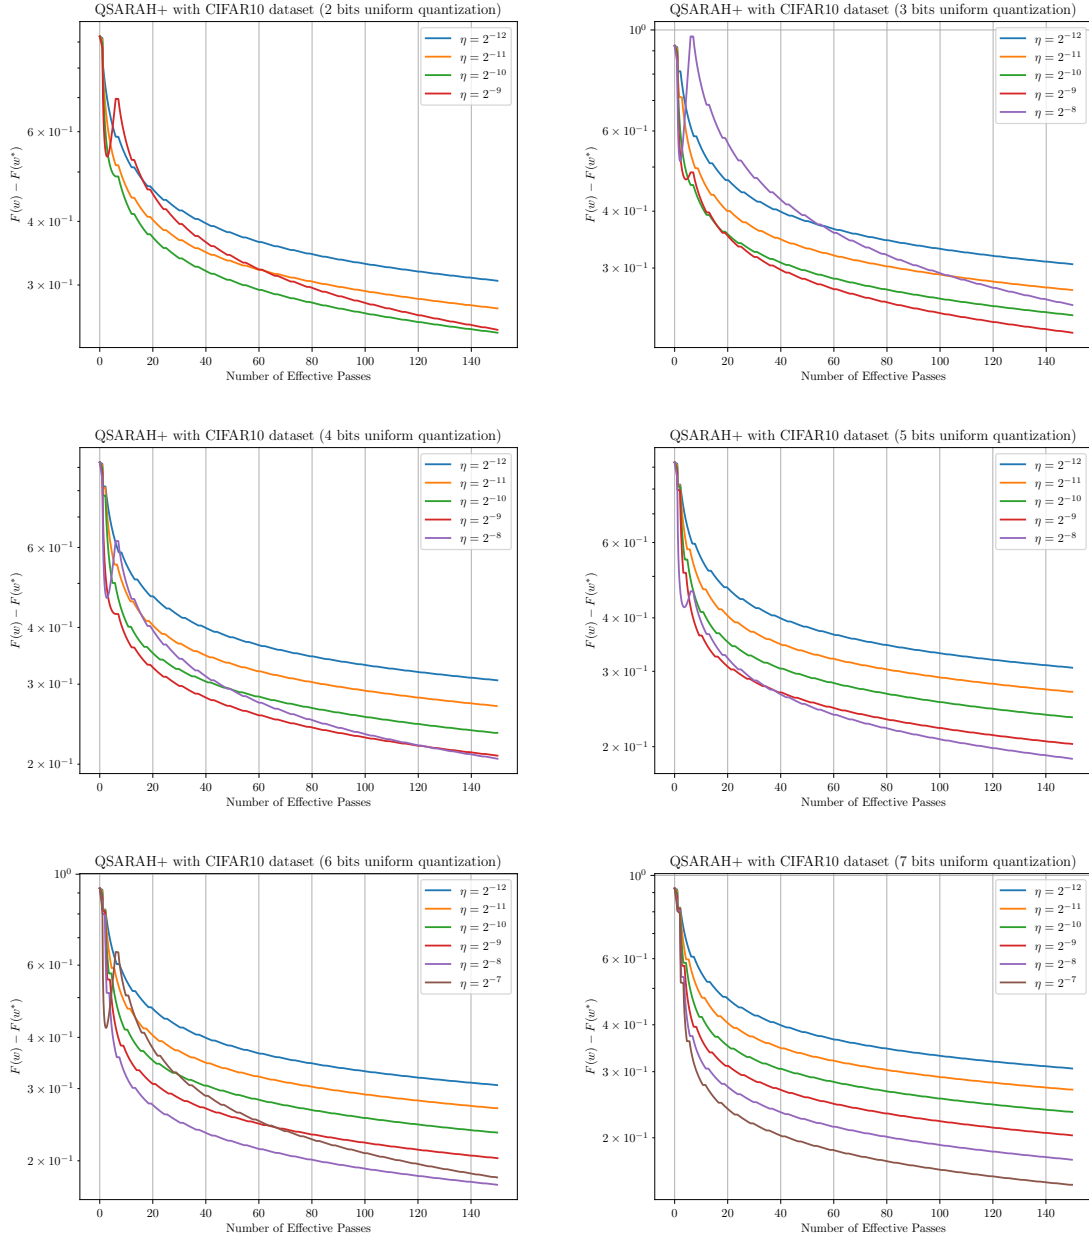 QSARAH+ with CIFAR10 dataset (2 bits uniform quantization)
F(w) − F(w*)
6 × 10⁻¹
4 × 10⁻¹
3 × 10⁻¹
η = 2⁻¹²
η = 2⁻¹¹
η = 2⁻¹⁰
η = 2⁻⁹
0 20 40 60 80 100 120 140
Number of Effective Passes
QSARAH+ with CIFAR10 dataset (3 bits uniform quantization)
F(w) − F(w*)
10⁰
6 × 10⁻¹
4 × 10⁻¹
3 × 10⁻¹
η = 2⁻¹²
η = 2⁻¹¹
η = 2⁻¹⁰
η = 2⁻⁹
η = 2⁻⁸
0 20 40 60 80 100 120 140
Number of Effective Passes
QSARAH+ with CIFAR10 dataset (4 bits uniform quantization)
F(w) − F(w*)
6 × 10⁻¹
4 × 10⁻¹
3 × 10⁻¹
2 × 10⁻¹
η = 2⁻¹²
η = 2⁻¹¹
η = 2⁻¹⁰
η = 2⁻⁹
η = 2⁻⁸
0 20 40 60 80 100 120 140
Number of Effective Passes
QSARAH+ with CIFAR10 dataset (5 bits uniform quantization)
F(w) − F(w*)
6 × 10⁻¹
4 × 10⁻¹
3 × 10⁻¹
2 × 10⁻¹
η = 2⁻¹²
η = 2⁻¹¹
η = 2⁻¹⁰
η = 2⁻⁹
η = 2⁻⁸
0 20 40 60 80 100 120 140
Number of Effective Passes
QSARAH+ with CIFAR10 dataset (6 bits uniform quantization)
F(w) − F(w*)
10⁰
6 × 10⁻¹
4 × 10⁻¹
3 × 10⁻¹
2 × 10⁻¹
η = 2⁻¹²
η = 2⁻¹¹
η = 2⁻¹⁰
η = 2⁻⁹
η = 2⁻⁸
η = 2⁻⁷
0 20 40 60 80 100 120 140
Number of Effective Passes
QSARAH+ with CIFAR10 dataset (7 bits uniform quantization)
F(w) − F(w*)
10⁰
6 × 10⁻¹
4 × 10⁻¹
3 × 10⁻¹
2 × 10⁻¹
η = 2⁻¹²
η = 2⁻¹¹
η = 2⁻¹⁰
η = 2⁻⁹
η = 2⁻⁸
η = 2⁻⁷
0 20 40 60 80 100 120 140
Number of Effective Passes